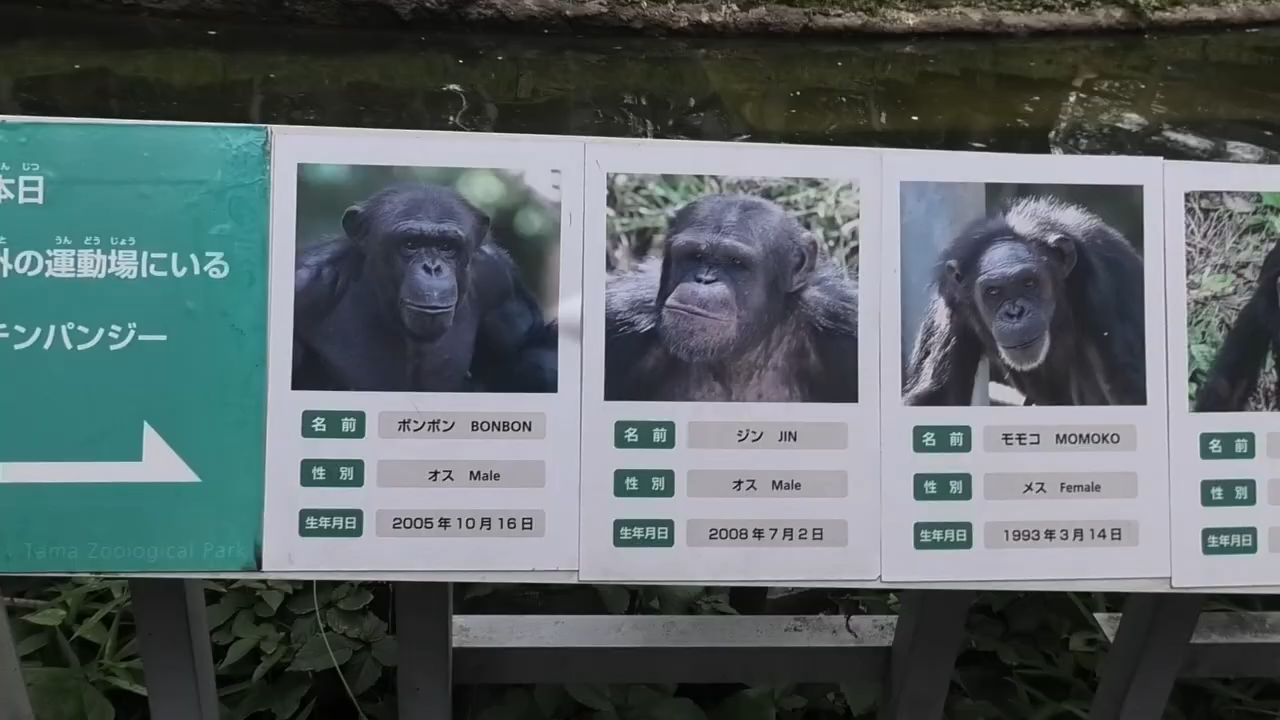 本日
外の運動場にいる
チンパンジー
Tama Zoological Park
名前 ボンボン BONBON
性別 オス Male
生年月日 2005年10月16日
名前 ジン JIN
性別 オス Male
生年月日 2008年7月2日
名前 モモコ MOMOKO
性別 メス Female
生年月日 1993年3月14日
名前
性別
生年月日